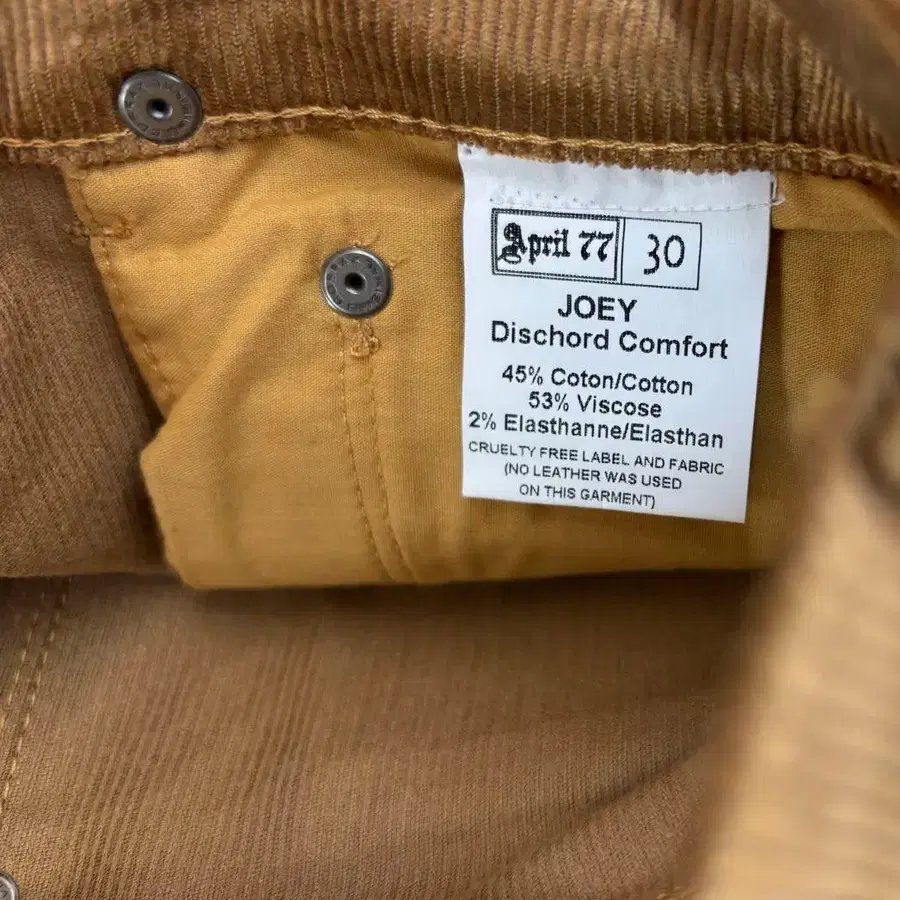 April 77 30
JOEY
Dischord Comfort
45% Coton/Cotton
53% Viscose
2% Elasthanne/Elasthan
CRUELTY FREE LABEL AND FABRIC
(NO LEATHER WAS USED
ON THIS GARMENT)